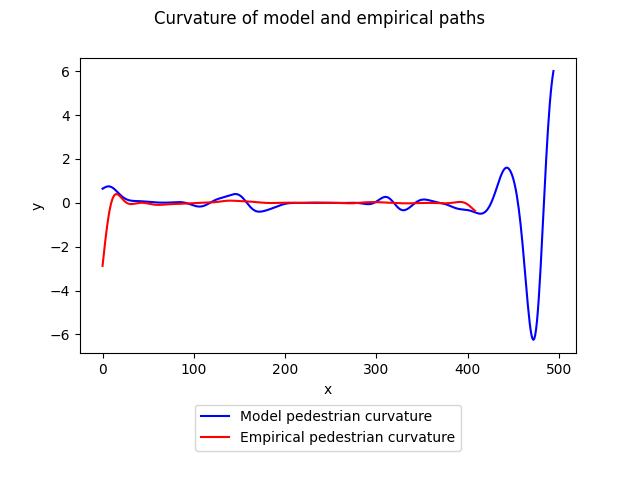 Curvature of model and empirical paths
6
4
2
0
−2
−4
−6
y
0 100 200 300 400 500
x
Model pedestrian curvature
Empirical pedestrian curvature